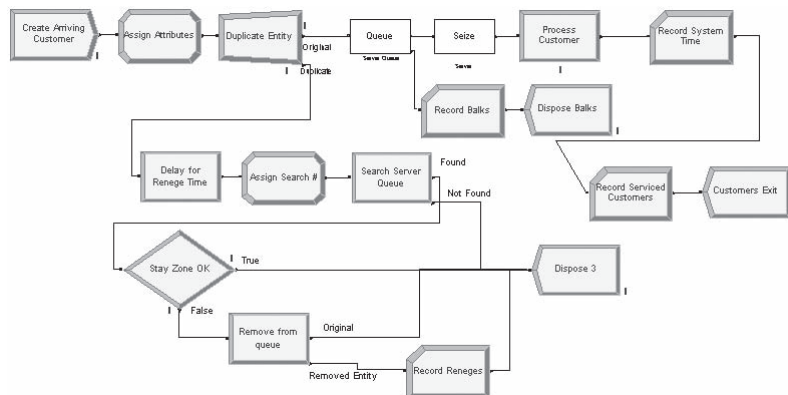 Create Arriving
Customer
Assign Attributes
Duplicate Entity
Original
Duplicate
Queue
Server Queue
Seize
Server
Process
Customer
Record System
Time
Record Balks
Dispose Balks
Delay for
Renege Time
Assign Search #
Search Server
Queue
Found
Not Found
Record Serviced
Customers
Customers Exit
Stay Zone OK
True
False
Dispose 3
Remove from
queue
Original
Removed Entity
Record Reneges